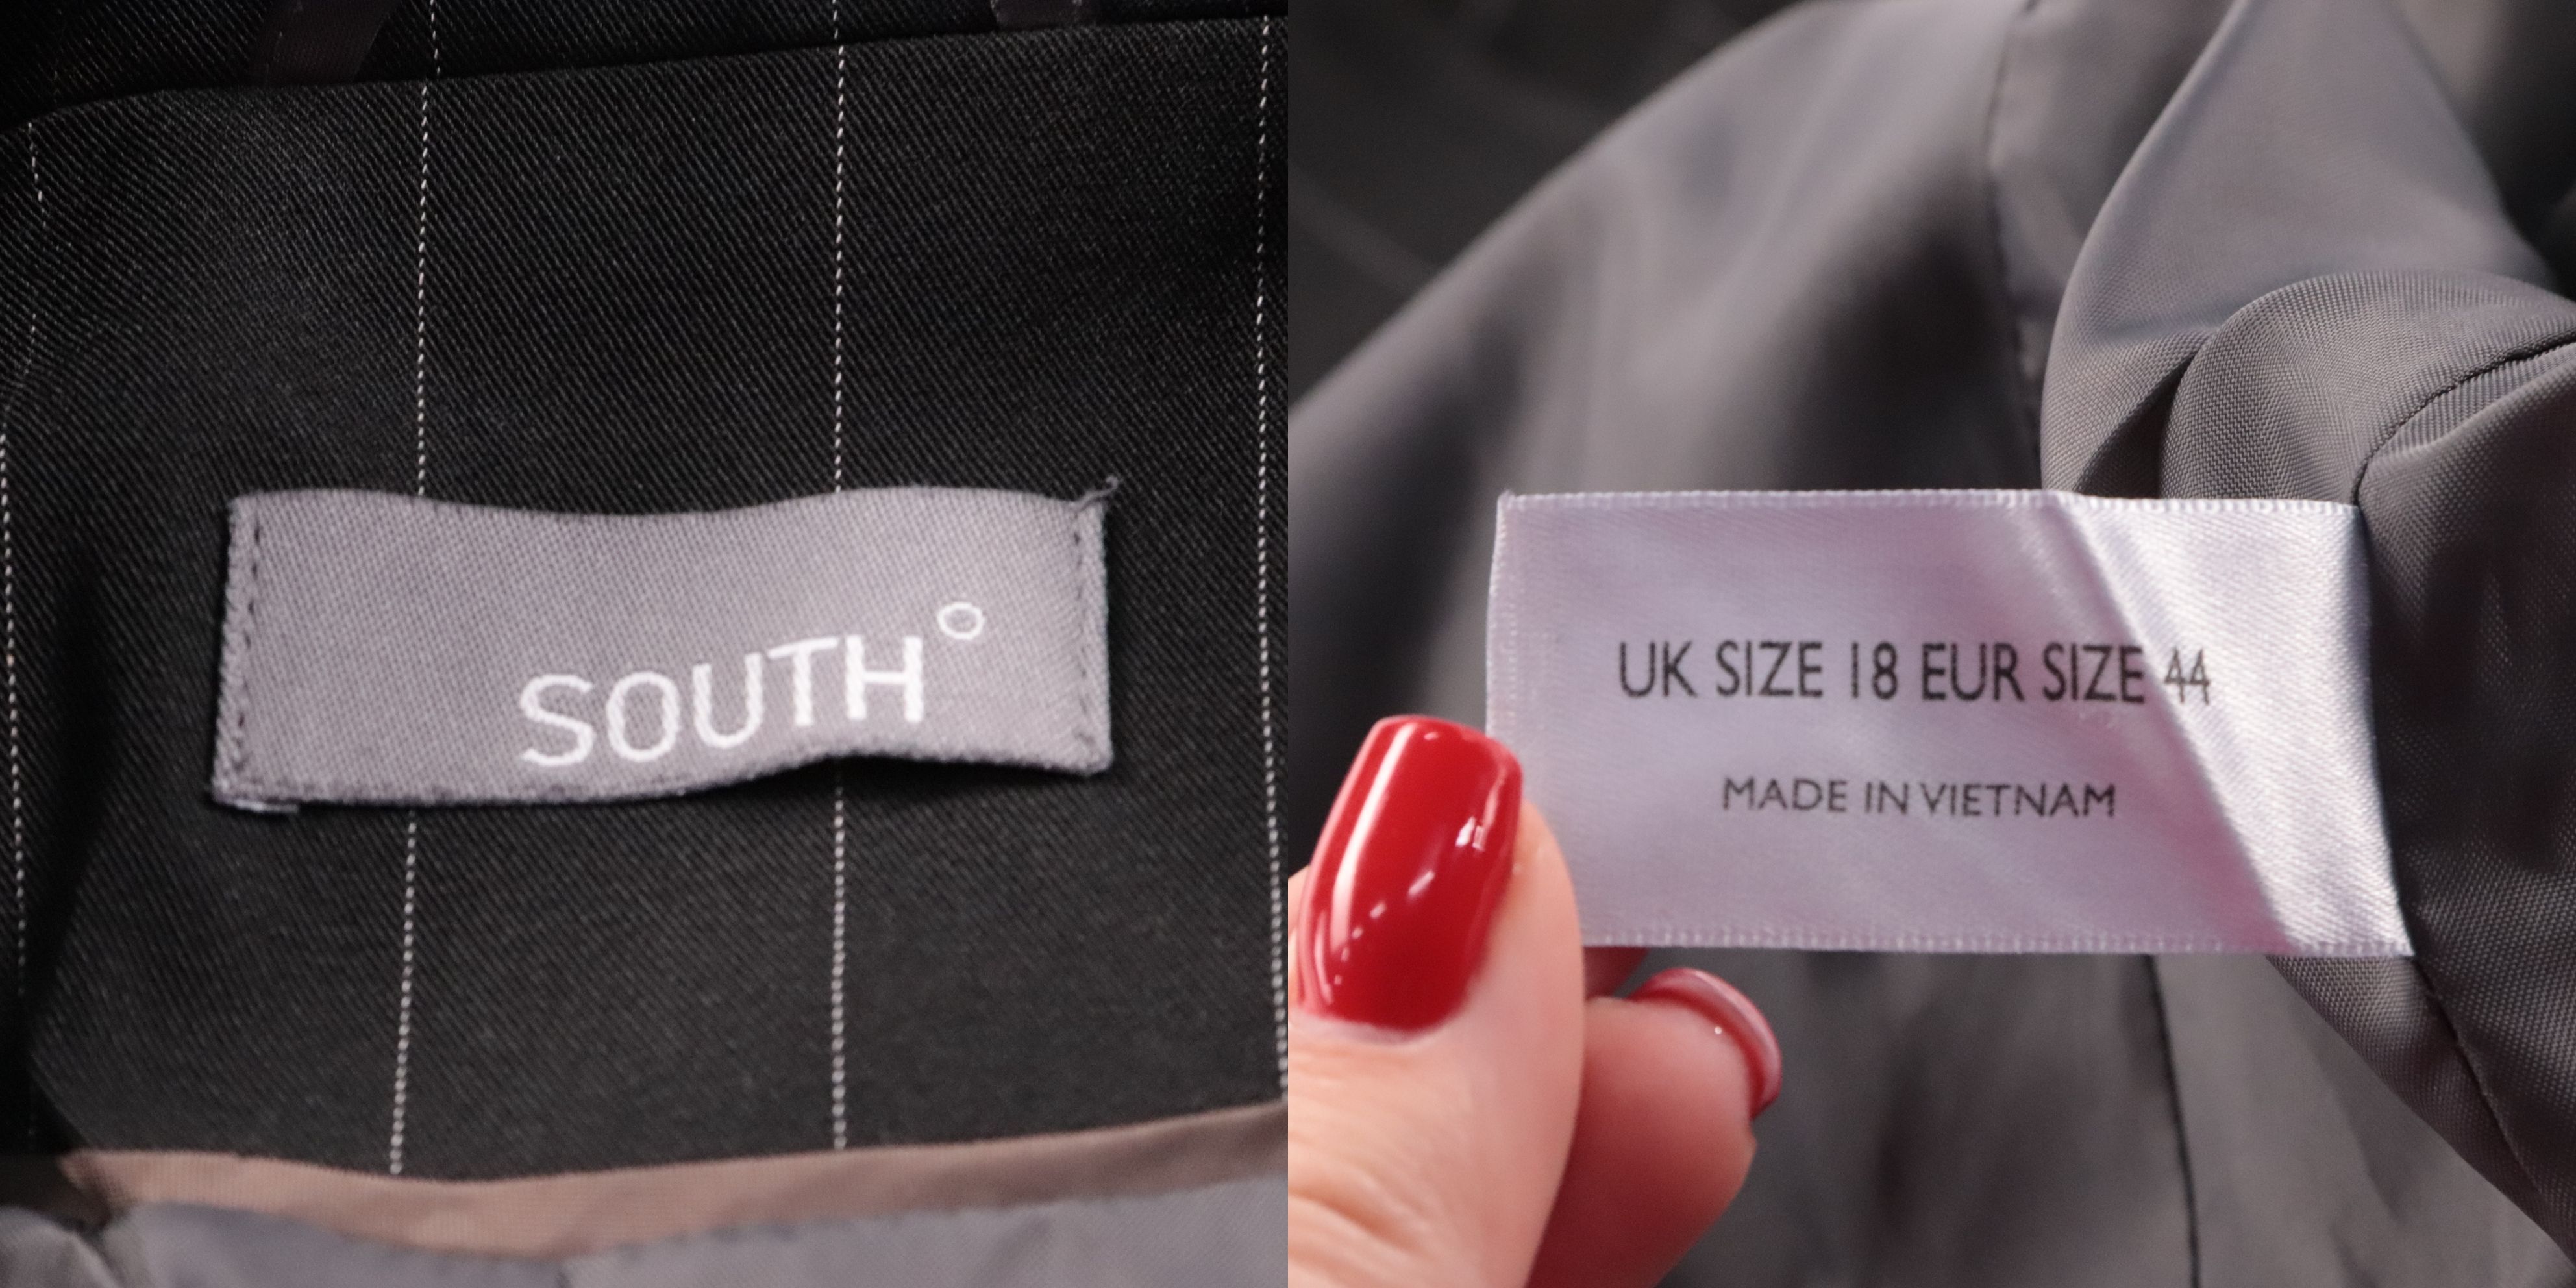 SOUTH°
UK SIZE 18 EUR SIZE 44
MADE IN VIETNAM